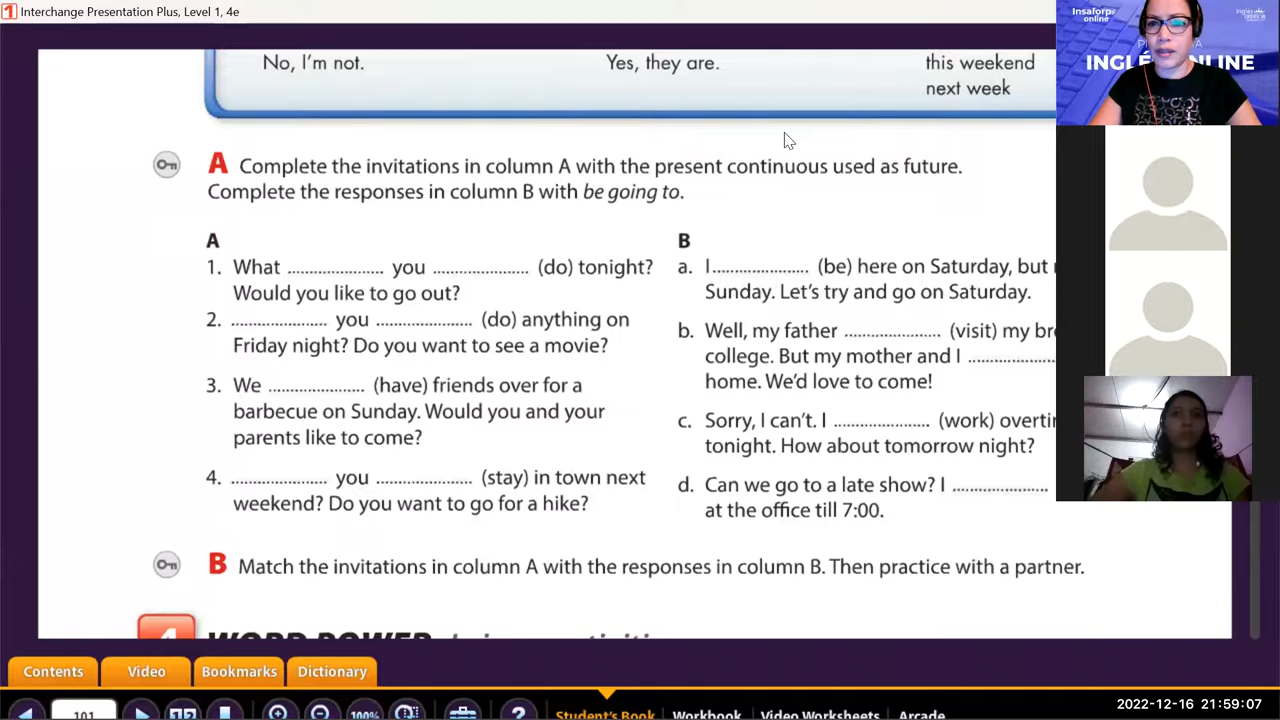 Interchange Presentation Plus, Level 1, 4e
Insaforp
online
INGLÉS ONLINE
No, I'm not.
Yes, they are.
this weekend
next week
A Complete the invitations in column A with the present continuous used as future.
Complete the responses in column B with be going to.
A
1. What .................... you .................... (do) tonight?
Would you like to go out?
2. .................... you .................... (do) anything on
Friday night? Do you want to see a movie?
3. We .................... (have) friends over for a
barbecue on Sunday. Would you and your
parents like to come?
4. .................... you .................... (stay) in town next
weekend? Do you want to go for a hike?
B
a. I .................... (be) here on Saturday, but
Sunday. Let's try and go on Saturday.
b. Well, my father .................... (visit) my
college. But my mother and I ....................
home. We'd love to come!
c. Sorry, I can't. I .................... (work)
tonight. How about tomorrow night?
d. Can we go to a late show? I ....................
at the office till 7:00.
B Match the invitations in column A with the responses in column B. Then practice with a partner.
Contents
Video
Bookmarks
Dictionary
101
100%
?
Student's Book
Workbook
Video Worksheets
Arcade
2022-12-16 21:59:07